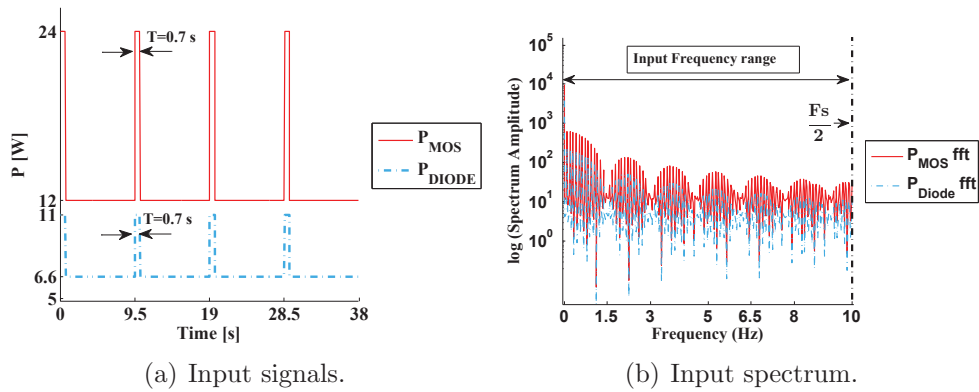 24
T=0.7 s
P [W]
12
11
T=0.7 s
6.6
5
0
9.5
19
28.5
38
Time [s]
P_MOS
P_DIODE
(a) Input signals.
log (Spectrum Amplitude)
10^5
10^4
10^3
10^2
10^1
10^0
Input Frequency range
Fs
2
0
1.5
3
5
6.5
8
10
Frequency (Hz)
P_MOS fft
P_Diode fft
(b) Input spectrum.